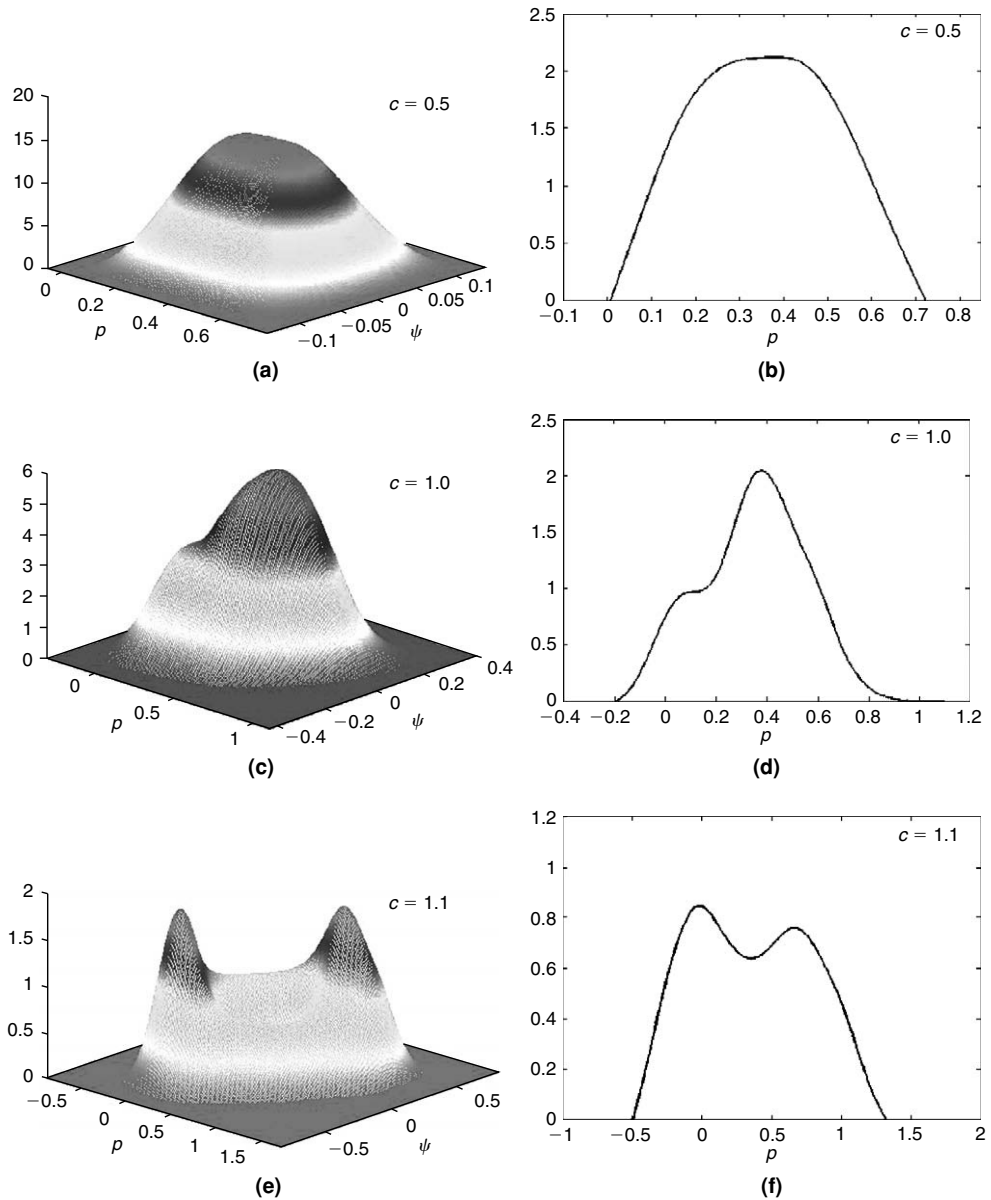 20
15
10
5
0
c = 0.5
0
0.2
0.4
0.6
p
−0.1
−0.05
0
0.05
0.1
ψ
(a)
2.5
2
1.5
1
0.5
0
c = 0.5
−0.1 0 0.1 0.2 0.3 0.4 0.5 0.6 0.7 0.8
p
(b)
6
5
4
3
2
1
0
c = 1.0
0
0.5
1
p
−0.4
−0.2
0
0.2
0.4
ψ
(c)
2.5
2
1.5
1
0.5
0
c = 1.0
−0.4 −0.2 0 0.2 0.4 0.6 0.8 1 1.2
p
(d)
2
1.5
1
0.5
0
c = 1.1
−0.5
0
0.5
1
1.5
p
−0.5
0
0.5
ψ
(e)
1.2
1
0.8
0.6
0.4
0.2
0
c = 1.1
−1 −0.5 0 0.5 1 1.5 2
p
(f)